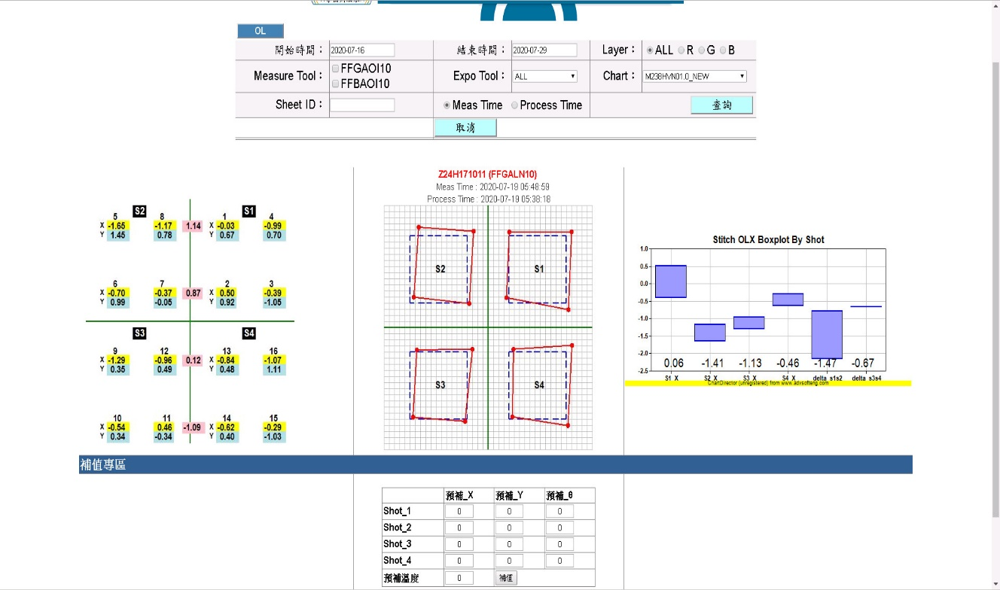 OL
開始時間： 2020-07-16 結束時間： 2020-07-29 Layer： ALL R G B
Measure Tool： FFGAOI10 FFBAOI10 Expo Tool： ALL Chart： M238HVN01.0_NEW
Sheet ID： Meas Time Process Time 查詢
取消
S2 S1
5 8 1 4
X -1.65 -1.17 1.14 X -0.03 -0.99
Y 1.45 0.78 Y 0.67 0.70
6 7 2 3
X -0.70 -0.37 0.87 X 0.50 -0.39
Y 0.99 -0.05 Y 0.92 -1.05
S3 S4
9 12 13 16
X -1.29 -0.96 0.12 X -0.84 -1.07
Y 0.35 0.49 Y 0.48 1.11
10 11 14 15
X -0.54 0.46 -1.09 X -0.62 -0.29
Y 0.34 -0.34 Y 0.40 -1.03
Z24H171011 (FFGALN10)
Meas Time : 2020-07-19 05:48:59
Process Time : 2020-07-19 05:38:18
S2 S1
S3 S4
Stitch OLX Boxplot By Shot
1.0
0.5
0.0
-0.5
-1.0
-1.5
-2.0
-2.5
0.06 -1.41 -1.13 -0.46 -1.47 -0.67
S1_X S2_X S3_X S4_X delta_s1s2 delta_s3s4
ChartDirector (unregistered) from www.advsofteng.com
補值專區
預補_X 預補_Y 預補_θ
Shot_1 0 0 0
Shot_2 0 0 0
Shot_3 0 0 0
Shot_4 0 0 0
預補溫度 0 補值